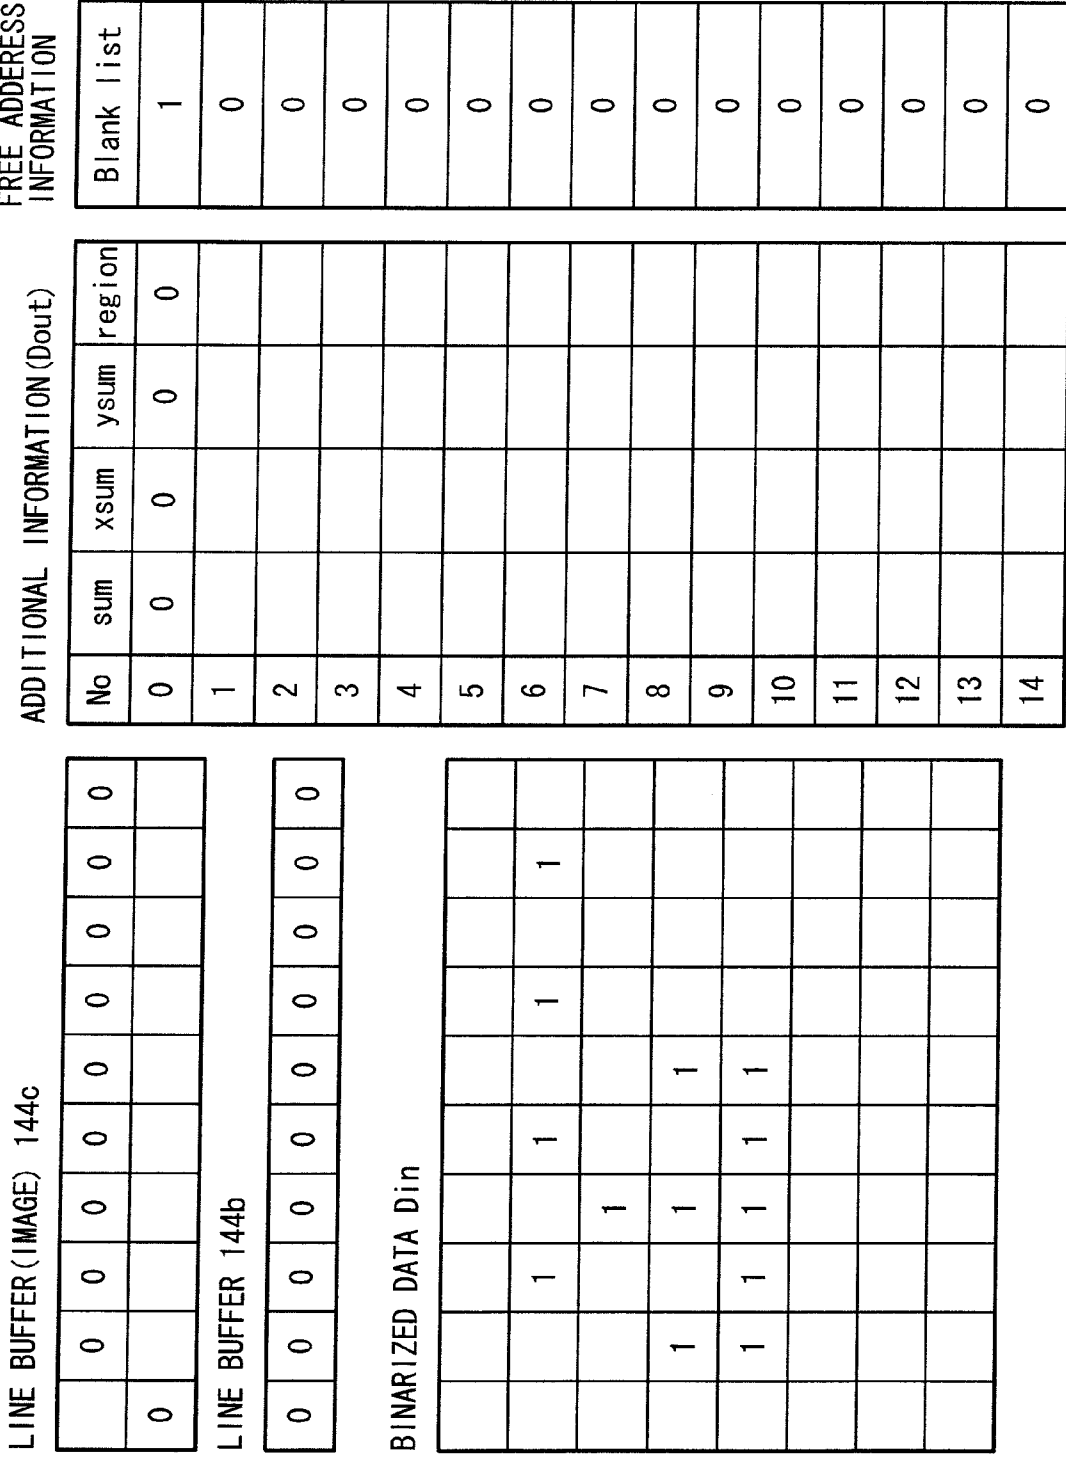 LINE BUFFER(IMAGE) 144c
0 0 0 0 0 0 0 0 0
0
LINE BUFFER 144b
0 0 0 0 0 0 0 0 0 0
BINARIZED DATA Din
1 1 1 1
1
1 1 1
1 1 1 1 1
ADDITIONAL INFORMATION(Dout)
No sum xsum ysum region
0 0 0 0 0
1
2
3
4
5
6
7
8
9
10
11
12
13
14
FREE ADDERESS
INFORMATION
Blank list
1
0
0
0
0
0
0
0
0
0
0
0
0
0
0